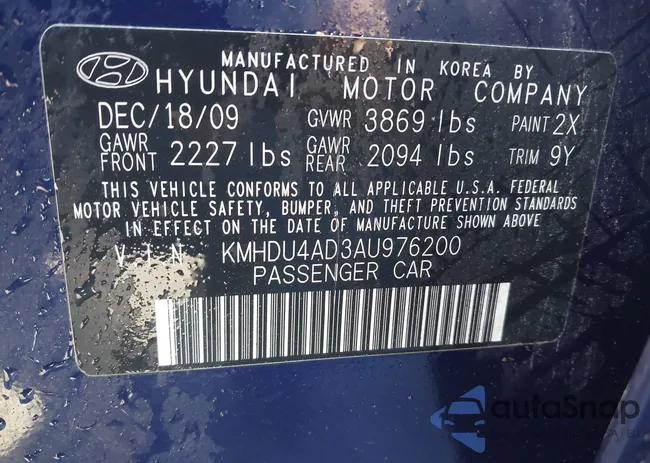 MANUFACTURED IN KOREA BY
HYUNDAI MOTOR COMPANY
DEC/18/09 GVWR 3869 lbs PAINT 2X
GAWR FRONT 2227 lbs GAWR REAR 2094 lbs TRIM 9Y
THIS VEHICLE CONFORMS TO ALL APPLICABLE U.S.A. FEDERAL
MOTOR VEHICLE SAFETY, BUMPER, AND THEFT PREVENTION STANDARDS
IN EFFECT ON THE DATE OF MANUFACTURE SHOWN ABOVE
V I N KMHDU4AD3AU976200
PASSENGER CAR
autoSnap